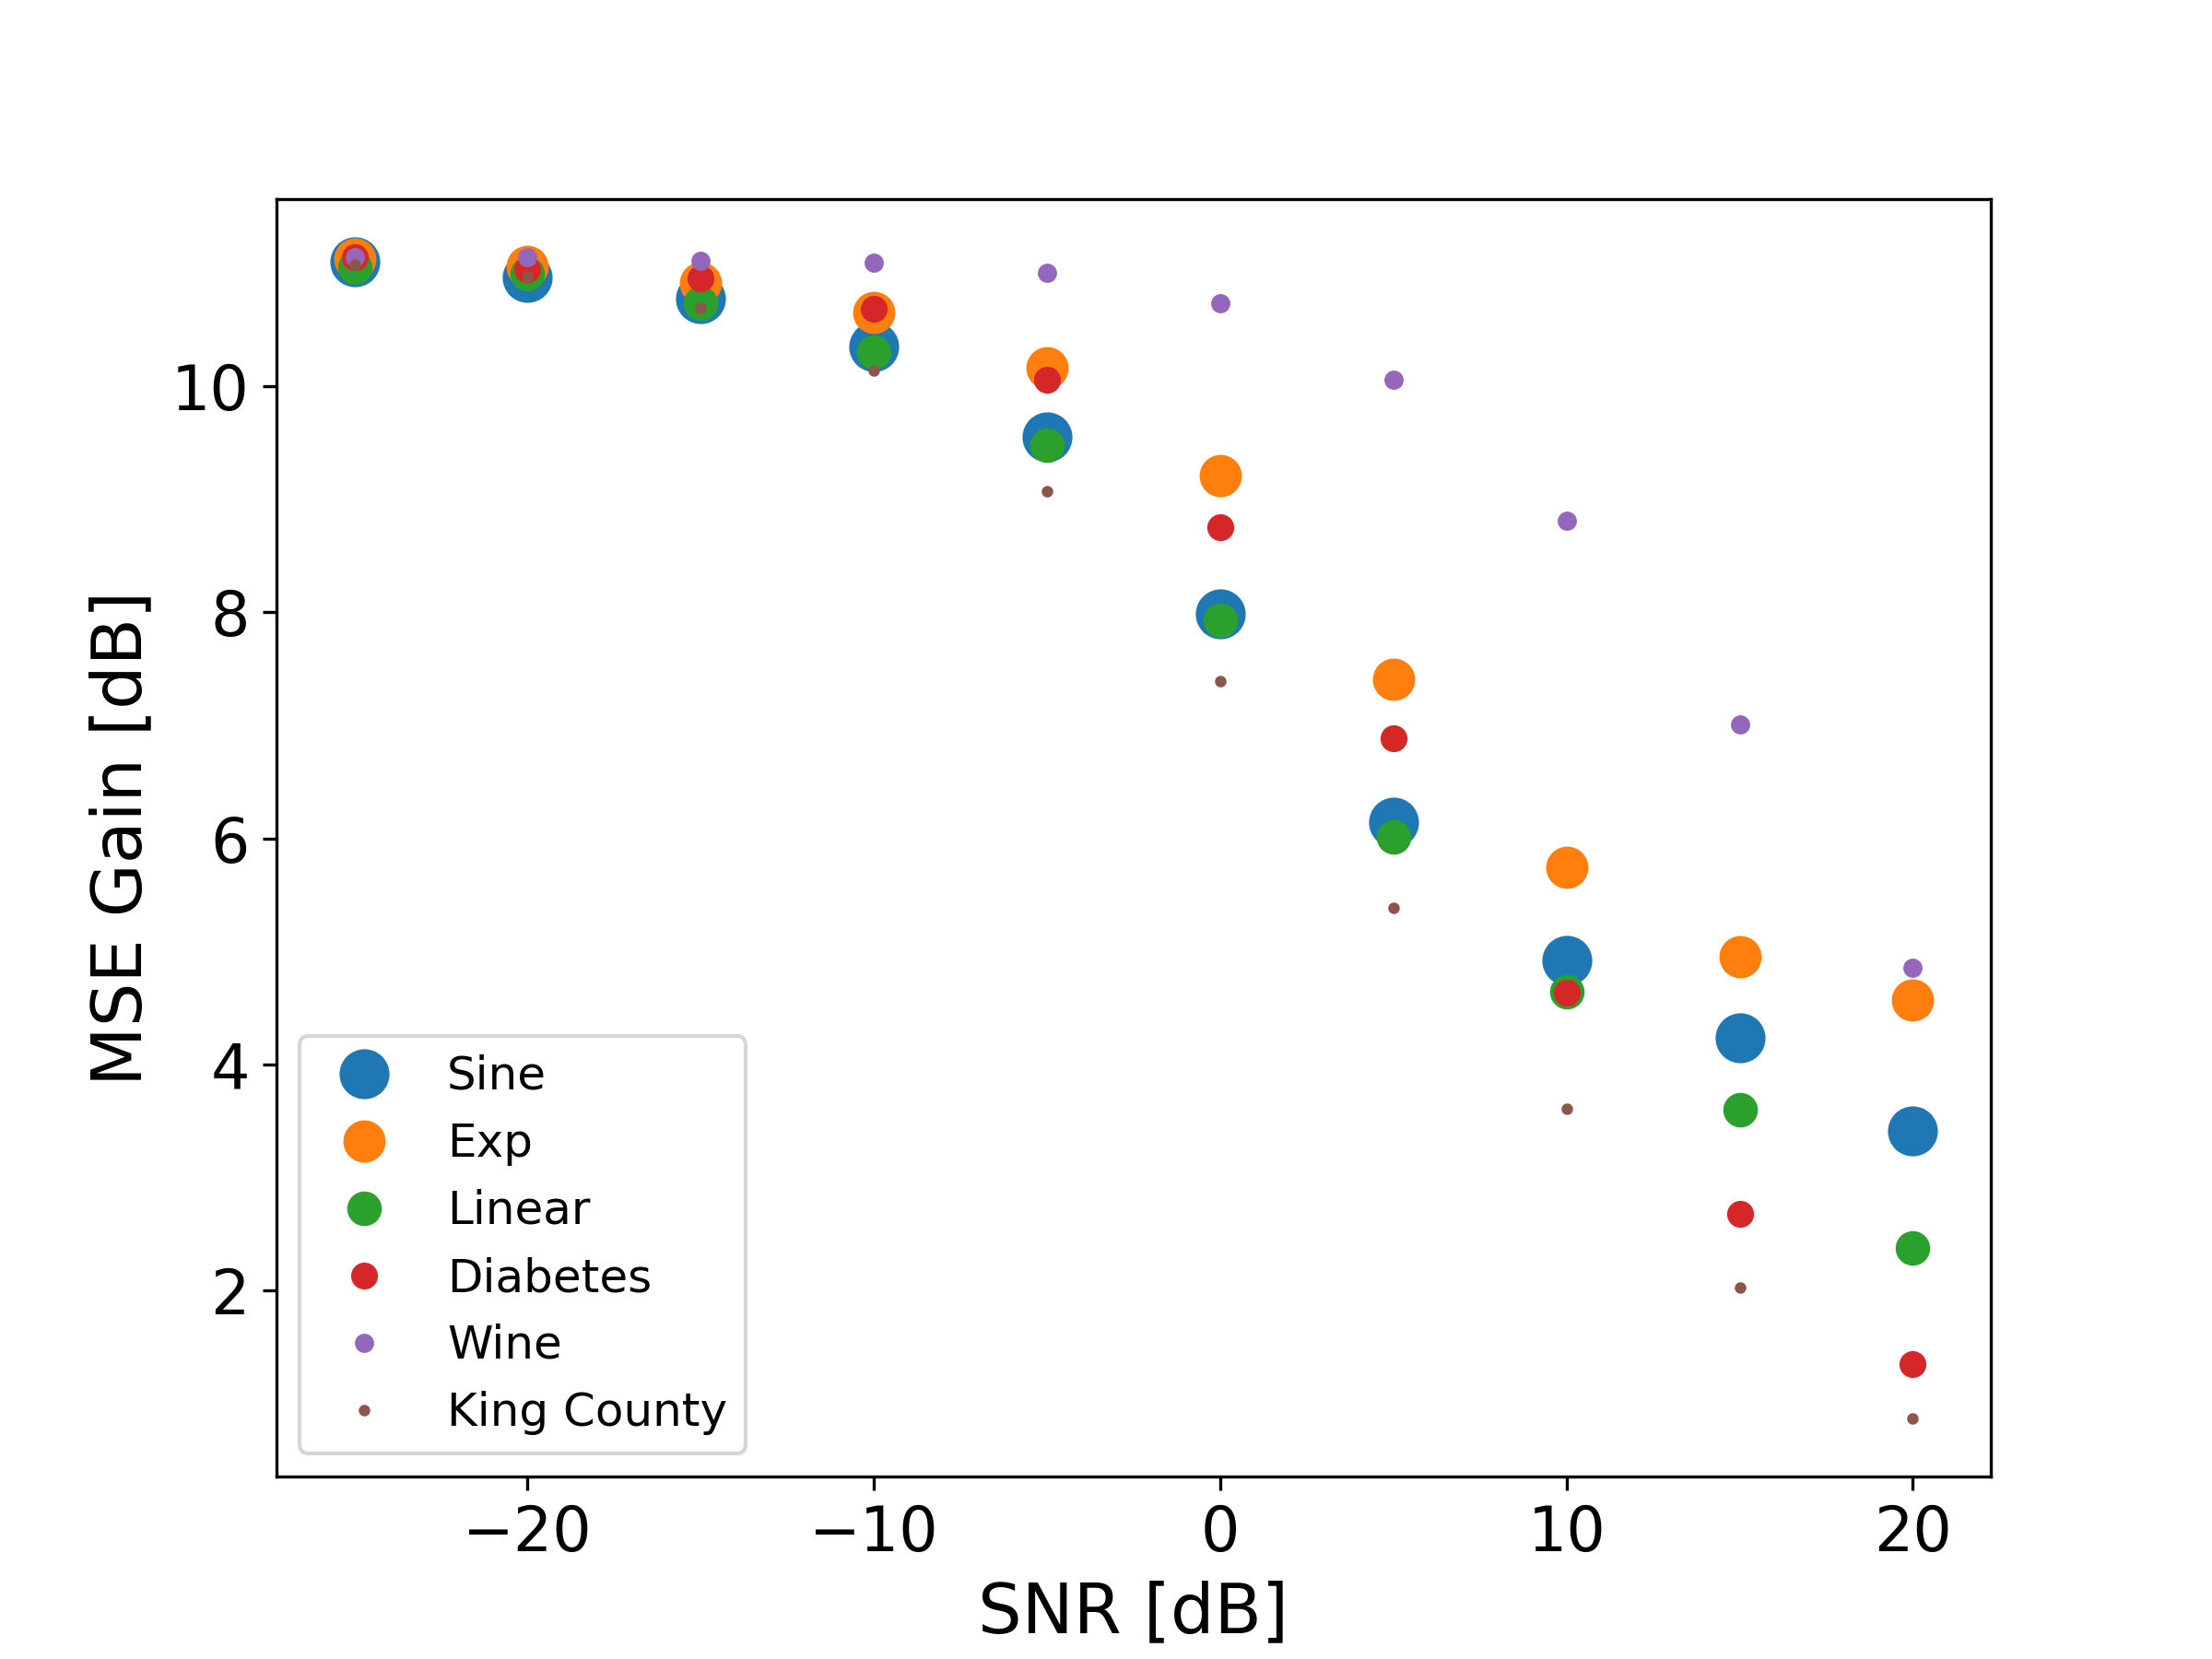 MSE Gain [dB]
10
8
6
4
2
Sine
Exp
Linear
Diabetes
Wine
King County
−20
−10
0
10
20
SNR [dB]